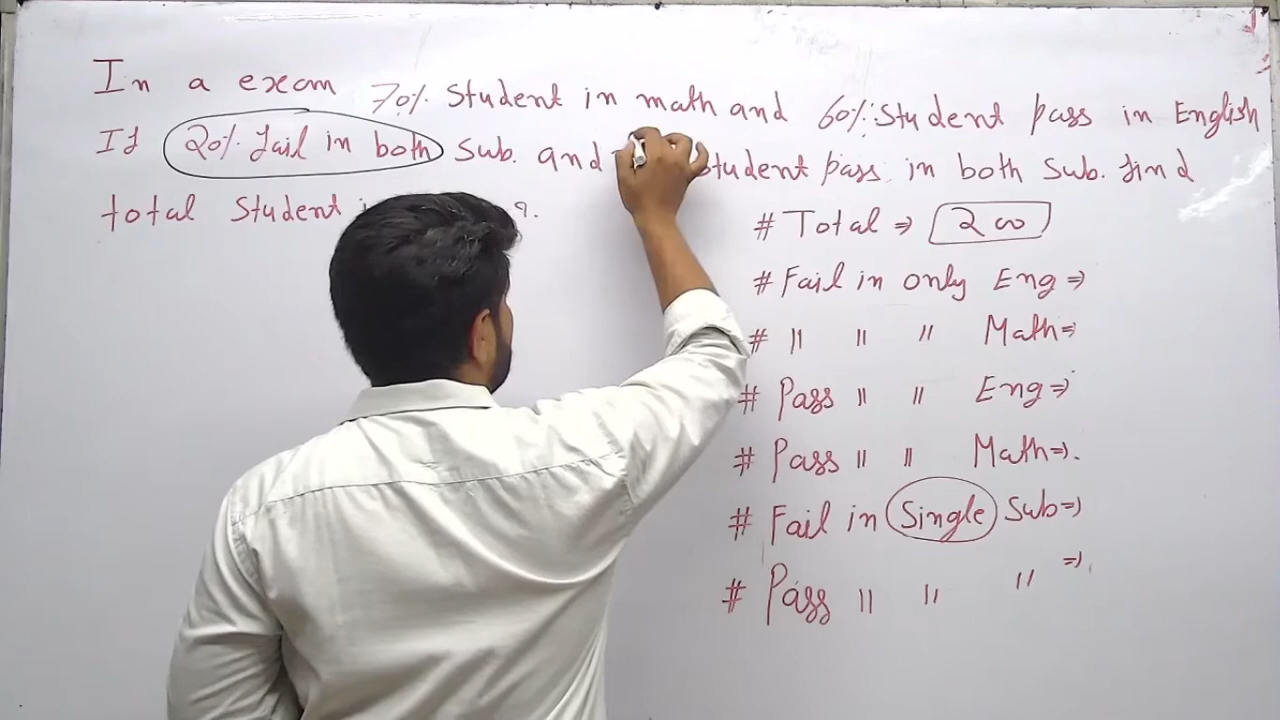 In a exam 70% Student in math and 60% Student pass in English
If 20% fail in both sub. and student pass in both sub. find
total student ?
# Total ⇒ 200
# Fail in only Eng ⇒
# " " " Math ⇒
# Pass " " Eng ⇒
# Pass " " Math ⇒
# Fail in Single Sub ⇒
# Pass " " " ⇒